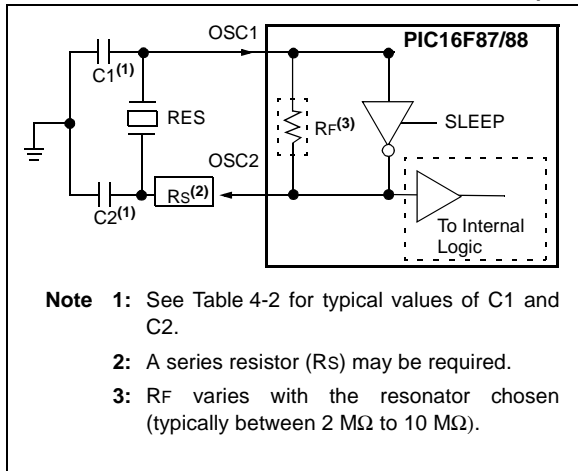 OSC1
PIC16F87/88
C1(1)
RES
RF(3)
SLEEP
OSC2
C2(1)
RS(2)
To Internal
Logic
Note 1: See Table 4-2 for typical values of C1 and
C2.
2: A series resistor (RS) may be required.
3: RF varies with the resonator chosen
(typically between 2 MΩ to 10 MΩ).